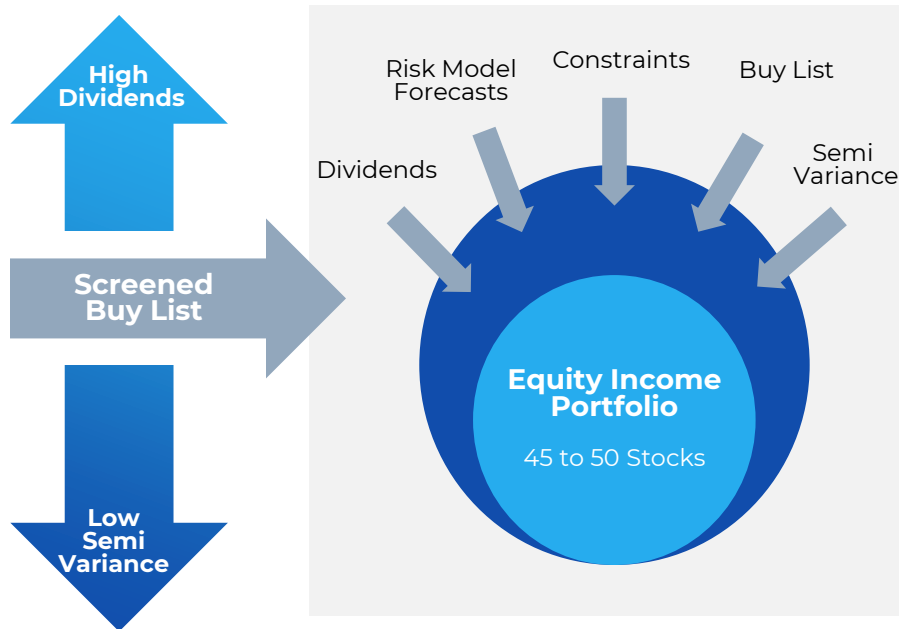 High
Dividends
Screened
Buy List
Low
Semi
Variance
Dividends
Risk Model
Forecasts
Constraints
Buy List
Semi
Variance
Equity Income
Portfolio
45 to 50 Stocks